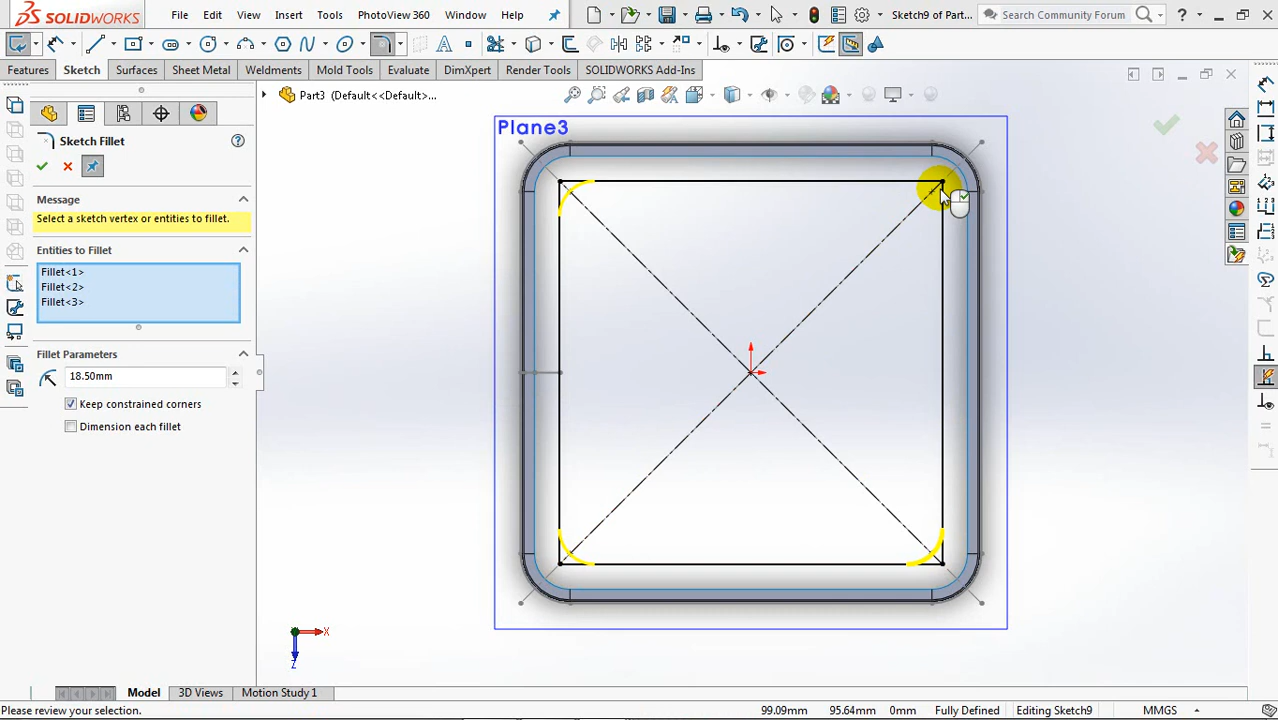 SOLIDWORKS
File Edit View Insert Tools PhotoView 360 Window Help
Sketch9 of Part...
Search Community Forum
?
Features Sketch Surfaces Sheet Metal Weldments Mold Tools Evaluate DimXpert Render Tools SOLIDWORKS Add-Ins
Part3 (Default<<Default>...
Plane3
Sketch Fillet
?
Message
Select a sketch vertex or entities to fillet.
Entities to Fillet
Fillet<1>
Fillet<2>
Fillet<3>
Fillet Parameters
18.50mm
Keep constrained corners
Dimension each fillet
X
Z
Model 3D Views Motion Study 1
Please review your selection.
99.09mm 95.64mm 0mm Fully Defined Editing Sketch9 MMGS